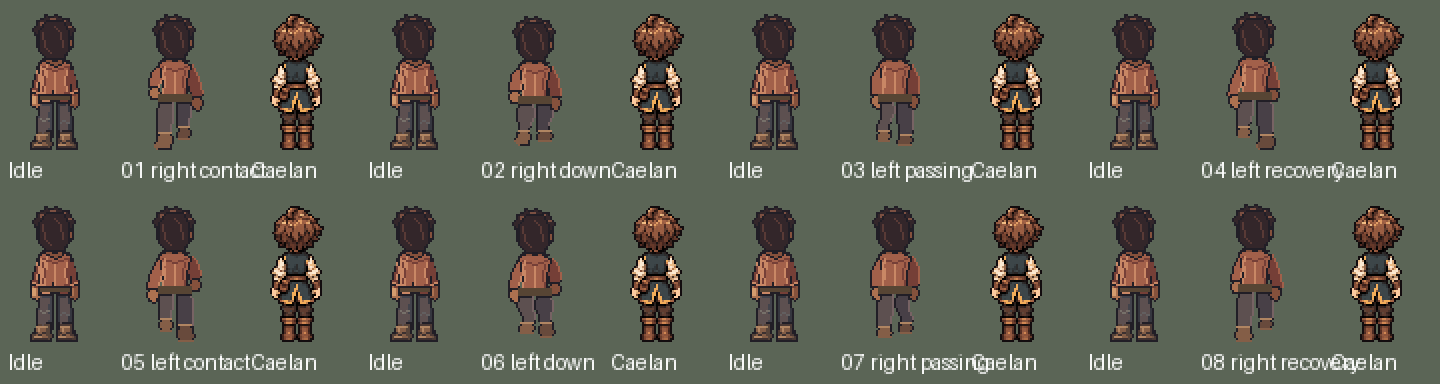 Idle 01 right contact Caelan Idle 02 right down Caelan Idle 03 left passing Caelan Idle 04 left recovery Caelan
Idle 05 left contact Caelan Idle 06 left down Caelan Idle 07 right passing Caelan Idle 08 right recovery Caelan